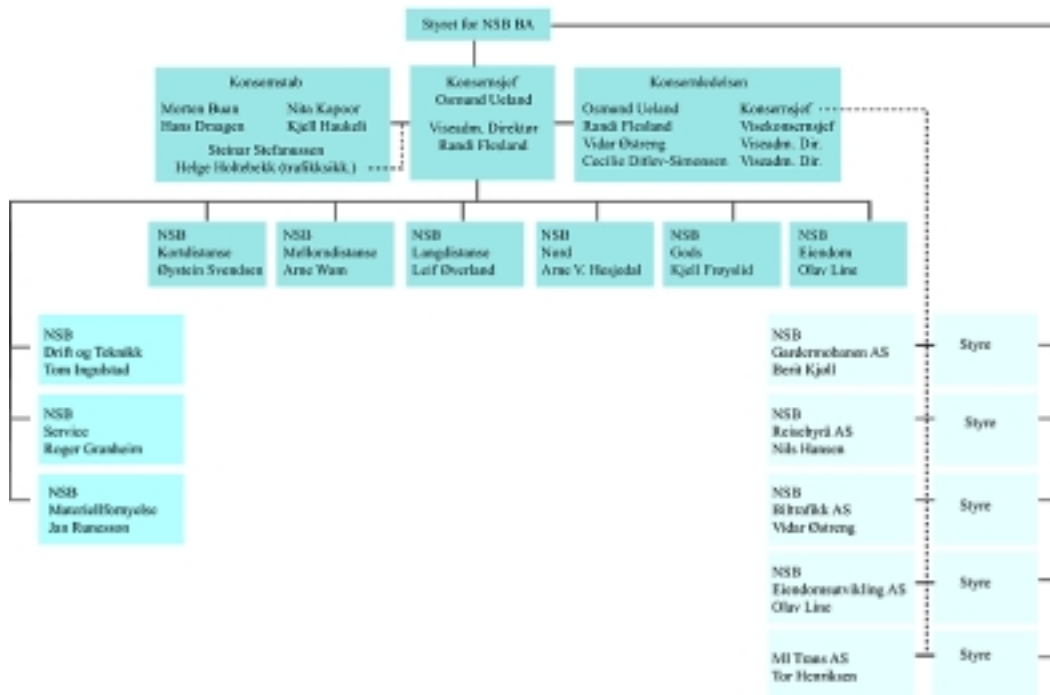 Styret for NSB BA
Konsernstab
Morten Buan Nita Kapoor
Hans Draagen Kjell Haukeli
Steinar Stefanussen
Helge Holtebekk (trafikksikk.)
Konsernsjef
Osmund Ueland
Viseadm. Direktør
Randi Flesland
Konsernledelsen
Osmund Ueland Konsernsjef
Randi Flesland Visekonsernsjef
Vidar Østreng Viseadm. Dir.
Cecilie Ditlev-Simonsen Viseadm. Dir.
NSB
Kortdistanse
Øystein Svendsen
NSB
Mellomdistanse
Arne Wam
NSB
Langdistanse
Leif Øverland
NSB
Nord
Arne V. Hosjedal
NSB
Gods
Kjell Frøyslid
NSB
Eiendom
Olav Line
NSB
Drift og Teknikk
Tom Ingulstad
NSB
Service
Roger Granheim
NSB
Materiellfornyelse
Jan Runesson
NSB
Gardermobanen AS
Berit Kjøll
Styre
NSB
Reisebyrå AS
Nils Hansen
Styre
NSB
Biltrafikk AS
Vidar Østreng
Styre
NSB
Eiendomsutvikling AS
Olav Line
Styre
MI Trans AS
Tor Henriksen
Styre